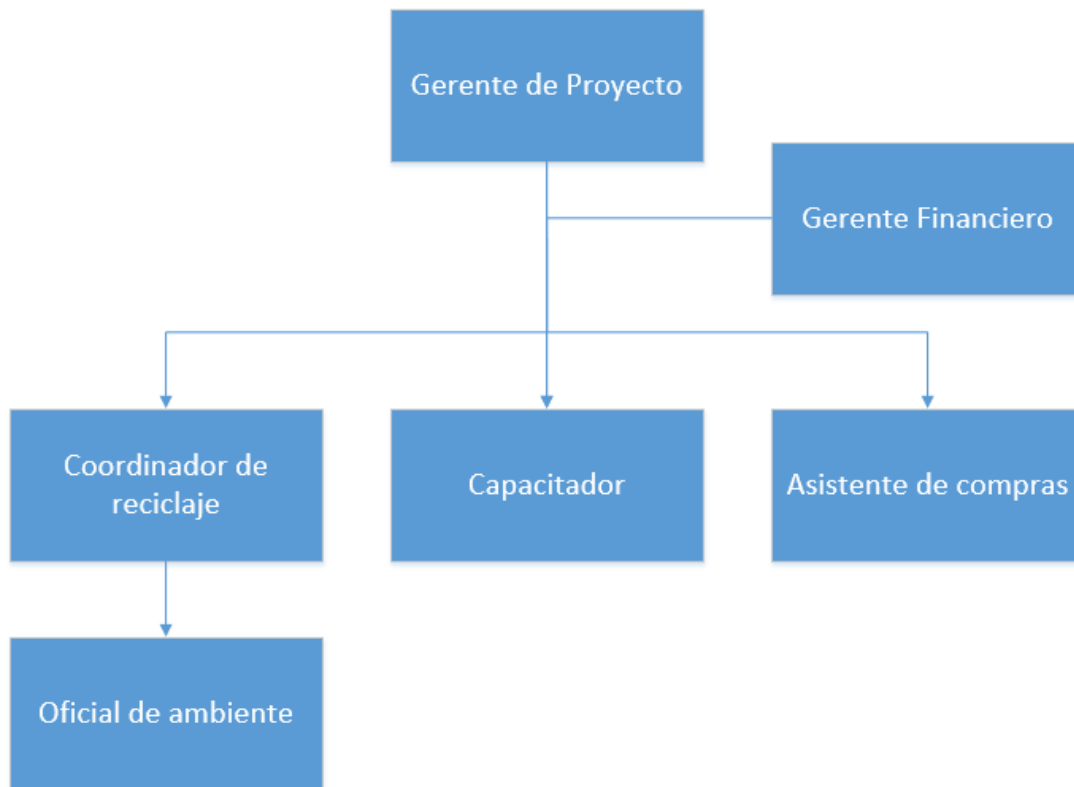 Gerente de Proyecto
Gerente Financiero
Coordinador de
reciclaje
Capacitador
Asistente de compras
Oficial de ambiente